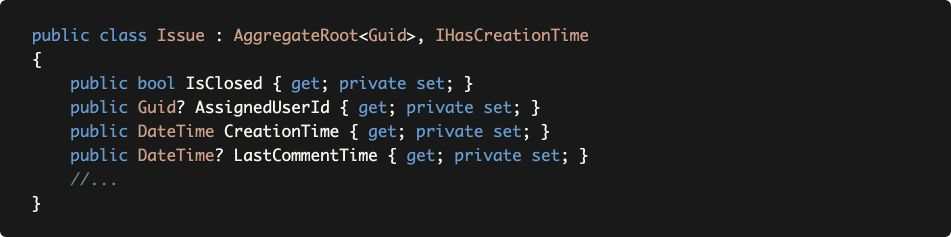 public class Issue : AggregateRoot<Guid>, IHasCreationTime
{
    public bool IsClosed { get; private set; }
    public Guid? AssignedUserId { get; private set; }
    public DateTime CreationTime { get; private set; }
    public DateTime? LastCommentTime { get; private set; }
    //...
}